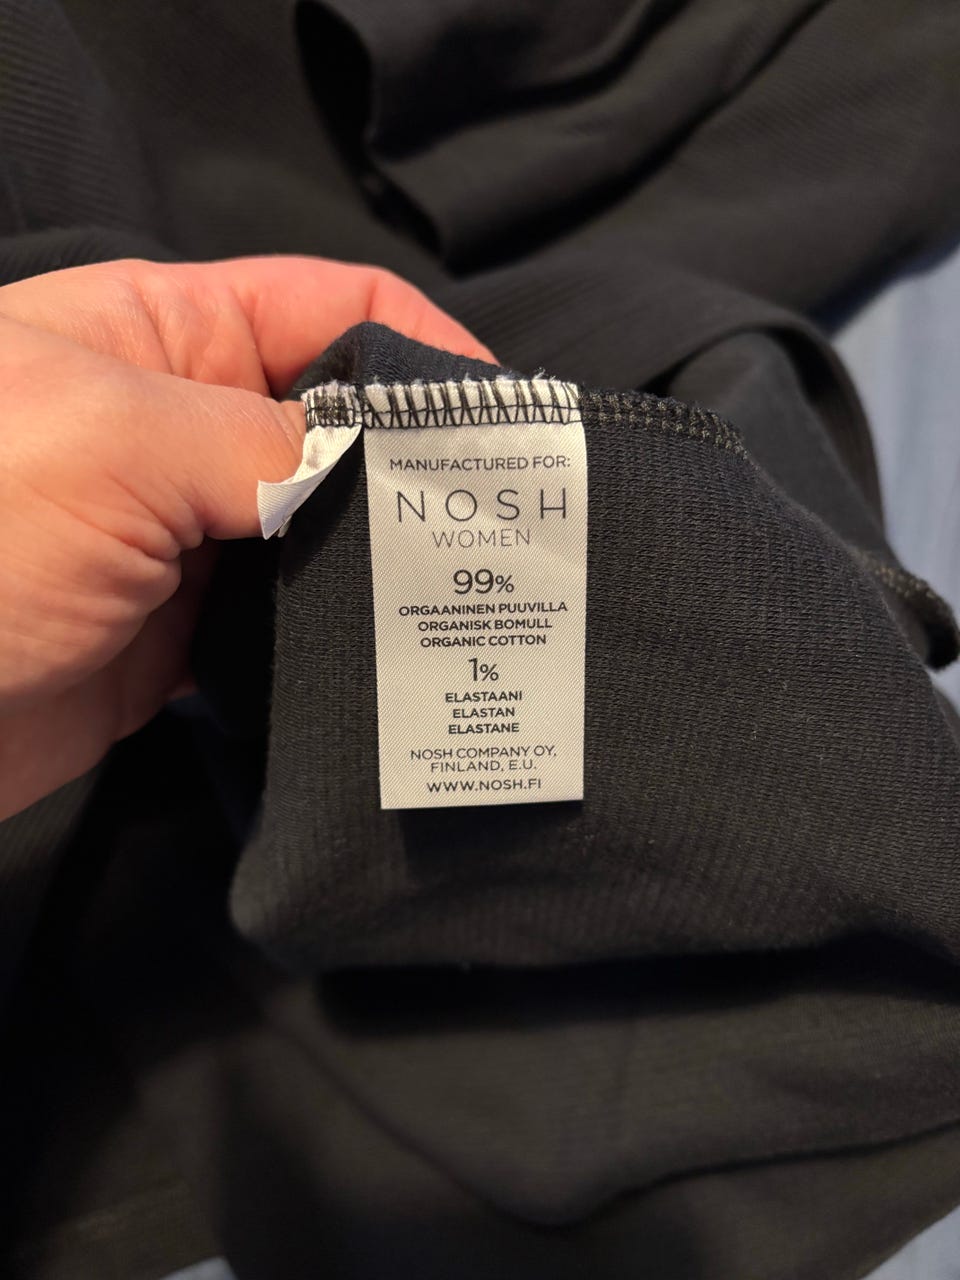 MANUFACTURED FOR:
NOSH
WOMEN
99%
ORGAANINEN PUUVILLA
ORGANISK BOMULL
ORGANIC COTTON
1%
ELASTAANI
ELASTAN
ELASTANE
NOSH COMPANY OY,
FINLAND, E.U.
WWW.NOSH.FI